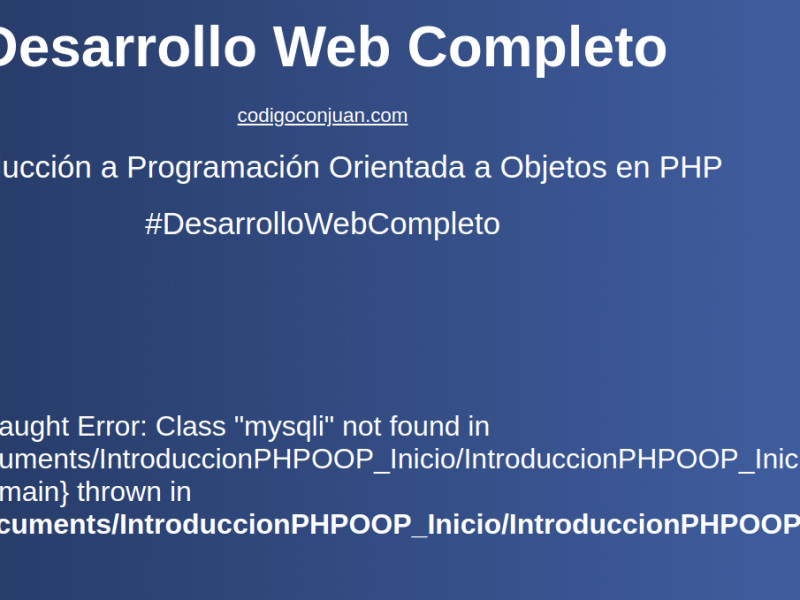 Desarrollo Web Completo
codigoconjuan.com
ucción a Programación Orientada a Objetos en PHP
#DesarrolloWebCompleto
aught Error: Class "mysqli" not found in
uments/IntroduccionPHPOOP_Inicio/IntroduccionPHPOOP_Inic
main} thrown in
cuments/IntroduccionPHPOOP_Inicio/IntroduccionPHPOOP